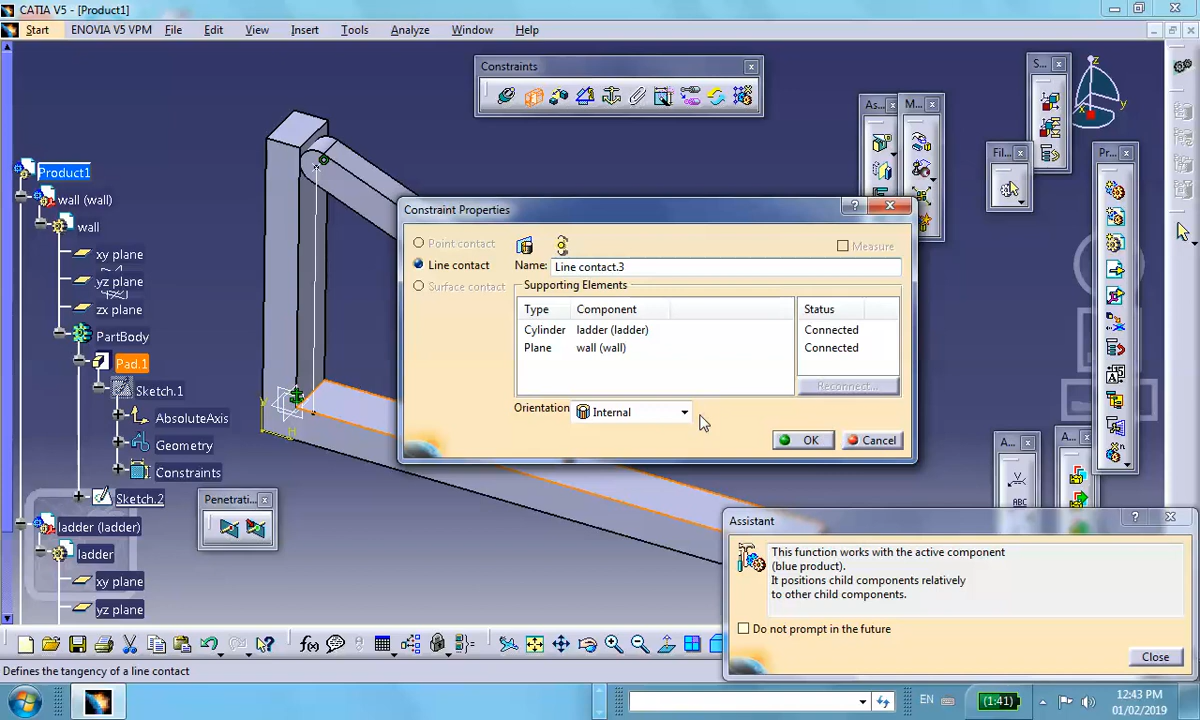 CATIA V5 - [Product1]
Start ENOVIA V5 VPM File Edit View Insert Tools Analyze Window Help
Constraints
S...
As...
M...
Fil...
Pr...
z
y
x
Product1
wall (wall)
wall
xy plane
yz plane
zx plane
PartBody
Pad.1
Sketch.1
AbsoluteAxis
Geometry
Constraints
Sketch.2
ladder (ladder)
ladder
xy plane
yz plane
H
Penetrati...
Constraint Properties
Point contact
Line contact
Surface contact
Name: Line contact.3
Measure
Supporting Elements
Type Component Status
Cylinder ladder (ladder) Connected
Plane wall (wall) Connected
Reconnect...
Orientation Internal
OK Cancel
A...
A...
ABC
Assistant
This function works with the active component
(blue product).
It positions child components relatively
to other child components.
Do not prompt in the future
Close
f(x)
Defines the tangency of a line contact
EN
(1:41)
12:43 PM
01/02/2019